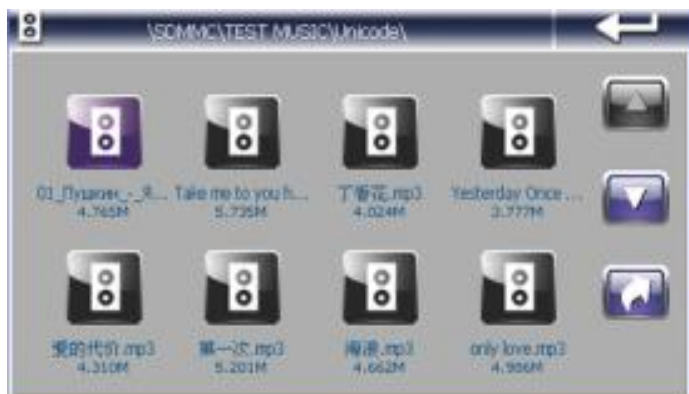 \SDMMC\TEST MUSIC\Unicode\
01_Пушкин_-_Я... Take me to you h... 丁香花.mp3 Yesterday Once ...
4.765M 5.735M 4.024M 3.777M
爱的代价.mp3 第一次.mp3 .mp3 only love.mp3
4.310M 5.201M 4.662M 4.986M